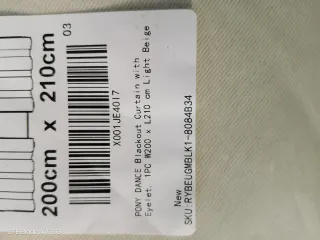 200cm x 210cm
03
X001JE40I7
PONY DANCE Blackout Curtain with
Eyelet, 1PC W200 x L210 cm Light Beige
New
SKU:RYBEUGMBLK1-8084B34